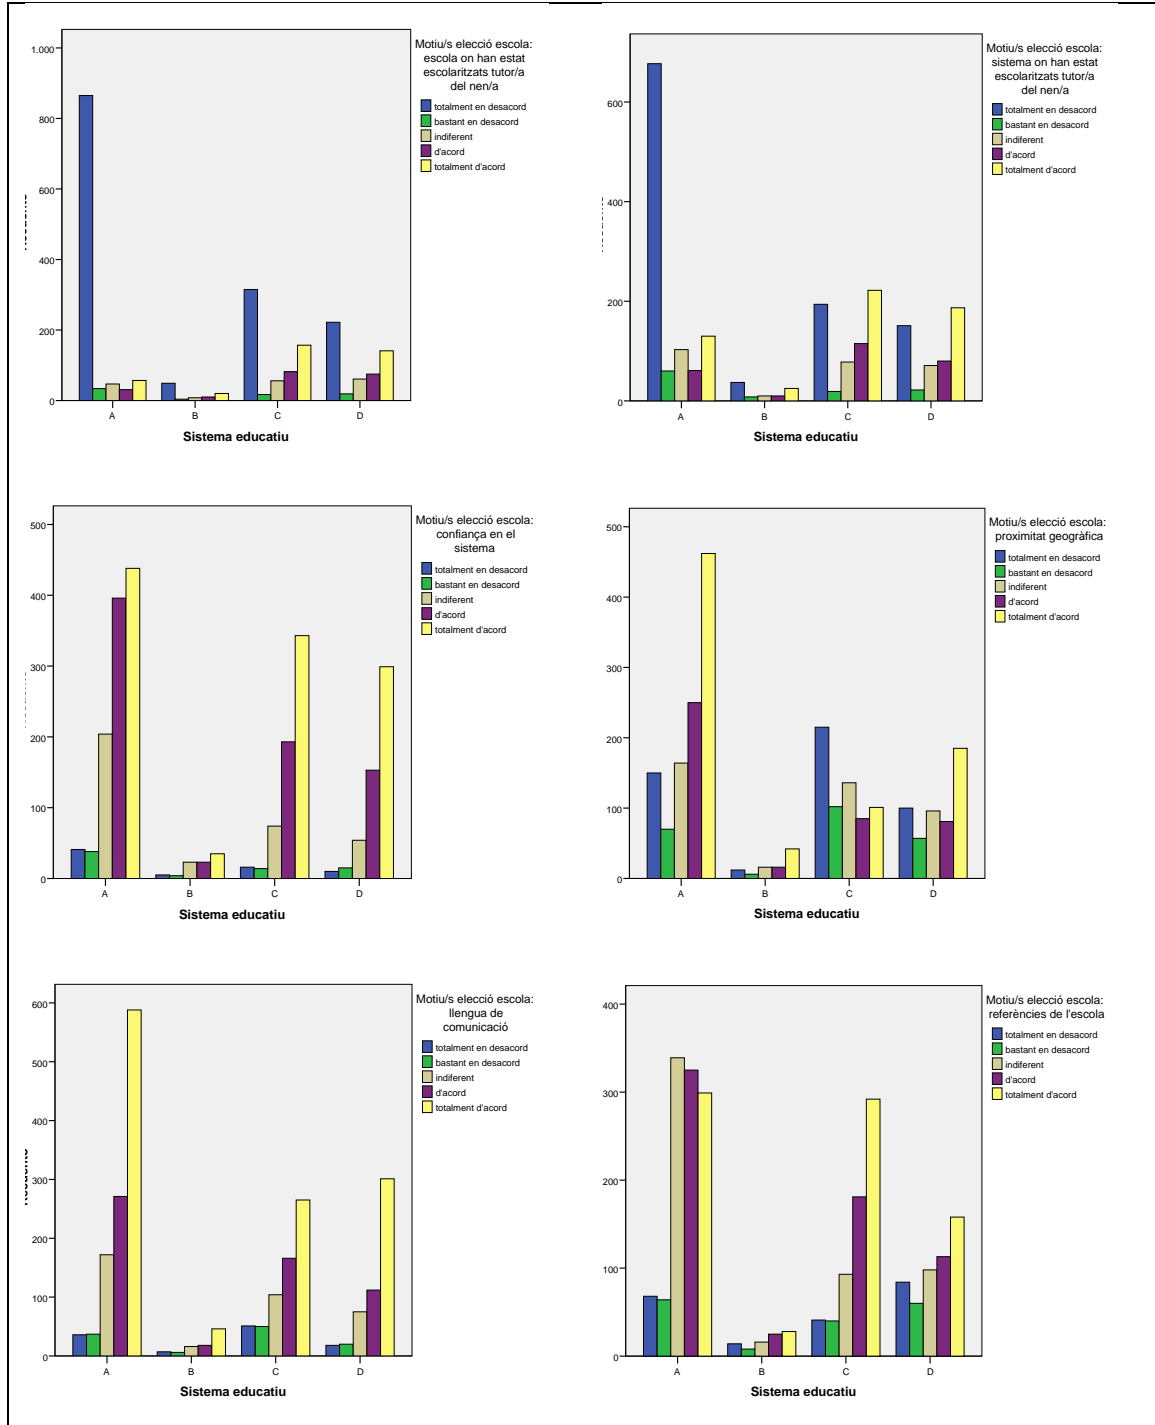 Motiu/s elecció escola:
escola on han estat
escolaritzats tutor/a
del nen/a
totalment en desacord
bastant en desacord
indiferent
d'acord
totalment d'acord
1.000
800
600
400
200
0
A B C D
Sistema educatiu
Motiu/s elecció escola:
sistema on han estat
escolaritzats tutor/a
del nen/a
totalment en desacord
bastant en desacord
indiferent
d'acord
totalment d'acord
600
400
200
0
A B C D
Sistema educatiu
Motiu/s elecció escola:
confiança en el
sistema
totalment en desacord
bastant en desacord
indiferent
d'acord
totalment d'acord
500
400
300
200
100
0
A B C D
Sistema educatiu
Motiu/s elecció escola:
proximitat geogràfica
totalment en desacord
bastant en desacord
indiferent
d'acord
totalment d'acord
500
400
300
200
100
0
A B C D
Sistema educatiu
Motiu/s elecció escola:
llengua de
comunicació
totalment en desacord
bastant en desacord
indiferent
d'acord
totalment d'acord
600
500
400
300
200
100
0
A B C D
Sistema educatiu
Motiu/s elecció escola:
referències de l'escola
totalment en desacord
bastant en desacord
indiferent
d'acord
totalment d'acord
400
300
200
100
0
A B C D
Sistema educatiu